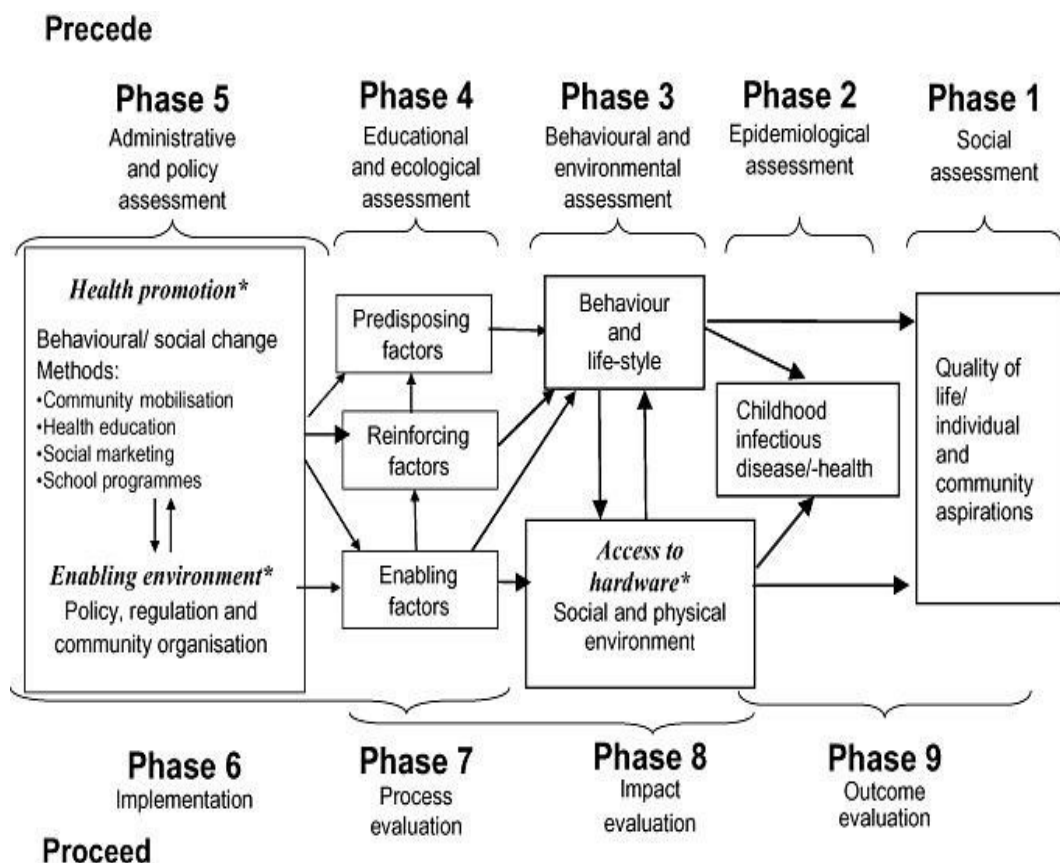 Precede
Phase 5
Administrative
and policy
assessment
Phase 4
Educational
and ecological
assessment
Phase 3
Behavioural and
environmental
assessment
Phase 2
Epidemiological
assessment
Phase 1
Social
assessment
Health promotion*
Behavioural/ social change
Methods:
•Community mobilisation
•Health education
•Social marketing
•School programmes
Enabling environment*
Policy, regulation and
community organisation
Predisposing
factors
Reinforcing
factors
Enabling
factors
Behaviour
and
life-style
Access to
hardware*
Social and physical
environment
Childhood
infectious
disease/-health
Quality of
life/
individual
and
community
aspirations
Phase 6
Implementation
Phase 7
Process
evaluation
Phase 8
Impact
evaluation
Phase 9
Outcome
evaluation
Proceed